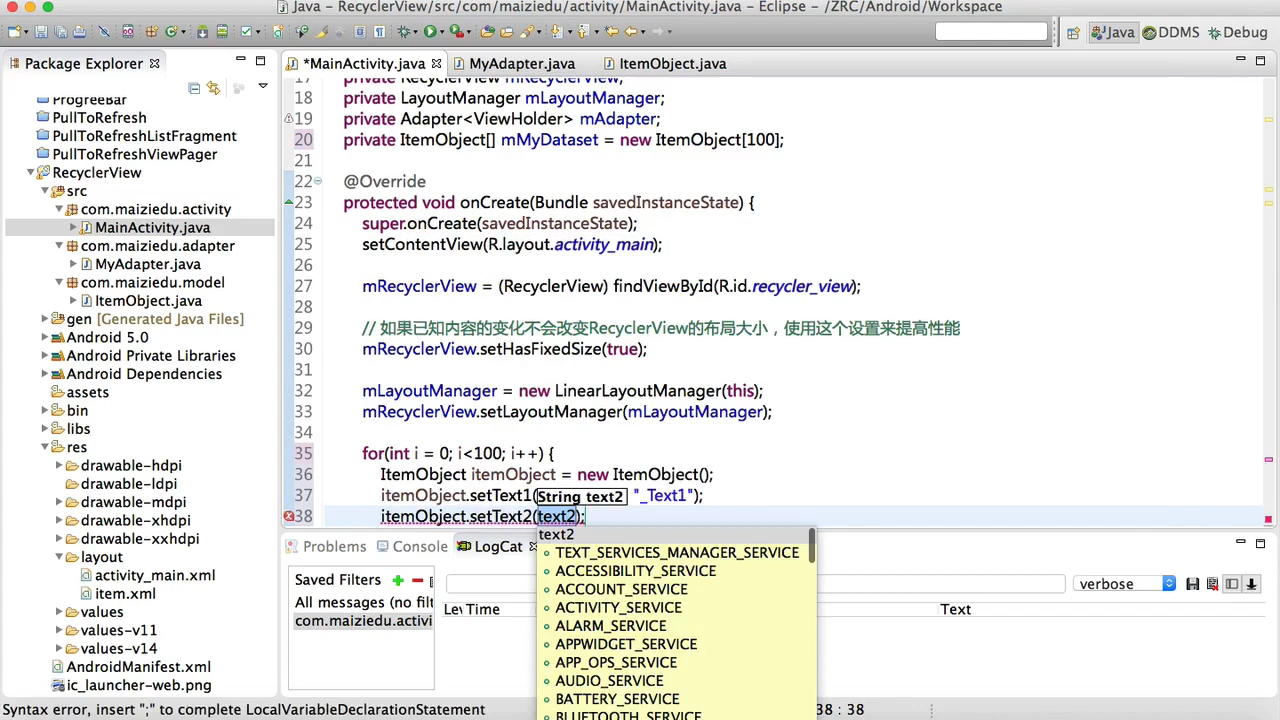 Java – RecyclerView/src/com/maiziedu/activity/MainActivity.java – Eclipse – /ZRC/Android/Workspace
Java
DDMS
Debug
Package Explorer
ProgreeBar
PullToRefresh
PullToRefreshListFragment
PullToRefreshViewPager
RecyclerView
src
com.maiziedu.activity
MainActivity.java
com.maiziedu.adapter
MyAdapter.java
com.maiziedu.model
ItemObject.java
gen [Generated Java Files]
Android 5.0
Android Private Libraries
Android Dependencies
assets
bin
libs
res
drawable-hdpi
drawable-ldpi
drawable-mdpi
drawable-xhdpi
drawable-xxhdpi
layout
activity_main.xml
item.xml
values
values-v11
values-v14
AndroidManifest.xml
ic_launcher-web.png
*MainActivity.java
MyAdapter.java
ItemObject.java
17 private RecyclerView mRecyclerView;
18 private LayoutManager mLayoutManager;
19 private Adapter<ViewHolder> mAdapter;
20 private ItemObject[] mMyDataset = new ItemObject[100];
21
22 @Override
23 protected void onCreate(Bundle savedInstanceState) {
24 super.onCreate(savedInstanceState);
25 setContentView(R.layout.activity_main);
26
27 mRecyclerView = (RecyclerView) findViewById(R.id.recycler_view);
28
29 // 如果已知内容的变化不会改变RecyclerView的布局大小，使用这个设置来提高性能
30 mRecyclerView.setHasFixedSize(true);
31
32 mLayoutManager = new LinearLayoutManager(this);
33 mRecyclerView.setLayoutManager(mLayoutManager);
34
35 for(int i = 0; i<100; i++) {
36 ItemObject itemObject = new ItemObject();
37 itemObject.setText1( "_Text1");
String text2
38 itemObject.setText2(text2);
text2
TEXT_SERVICES_MANAGER_SERVICE
ACCESSIBILITY_SERVICE
ACCOUNT_SERVICE
ACTIVITY_SERVICE
ALARM_SERVICE
APPWIDGET_SERVICE
APP_OPS_SERVICE
AUDIO_SERVICE
BATTERY_SERVICE
BLUETOOTH_SERVICE
Problems
Console
LogCat
Saved Filters
All messages (no filt
com.maiziedu.activi
verbose
Time
Text
Syntax error, insert ";" to complete LocalVariableDeclarationStatement
38 : 38